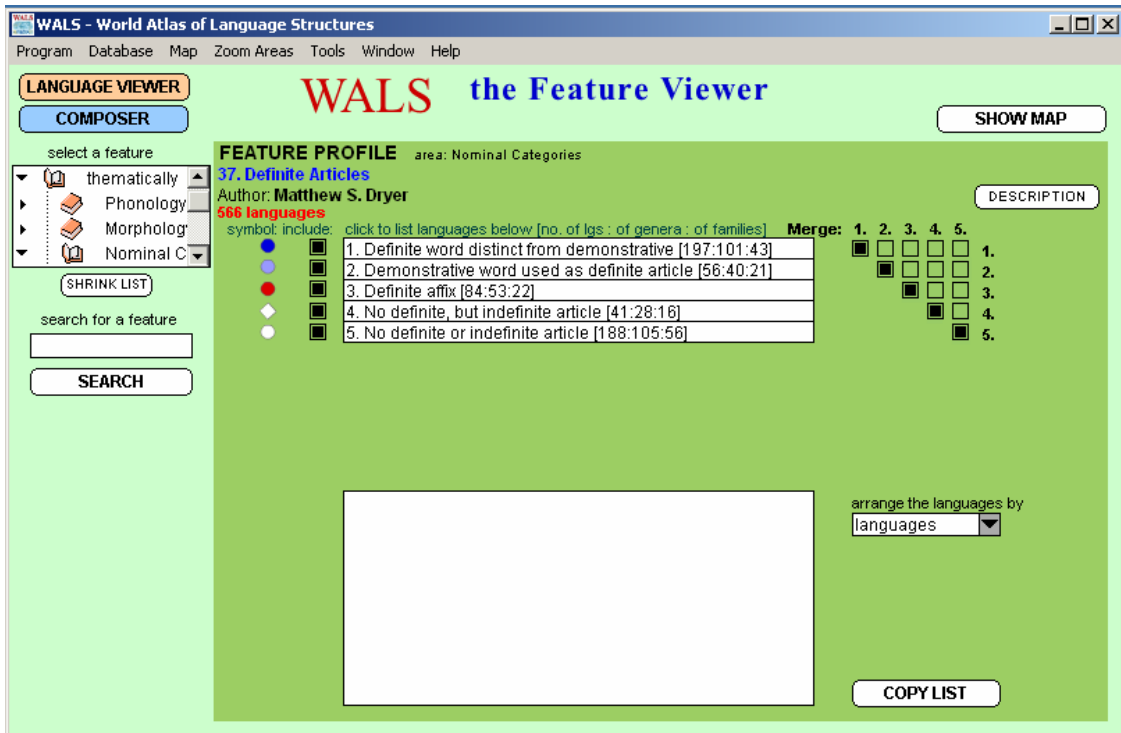 WALS - World Atlas of Language Structures
Program Database Map Zoom Areas Tools Window Help
LANGUAGE VIEWER
COMPOSER
WALS the Feature Viewer
SHOW MAP
select a feature
thematically
Phonology
Morpholog
Nominal C
SHRINK LIST
search for a feature
SEARCH
FEATURE PROFILE area: Nominal Categories
37. Definite Articles
Author: Matthew S. Dryer
566 languages
DESCRIPTION
symbol: include: click to list languages below [no. of lgs : of genera : of families] Merge: 1. 2. 3. 4. 5.
1. Definite word distinct from demonstrative [197:101:43] 1.
2. Demonstrative word used as definite article [56:40:21] 2.
3. Definite affix [84:53:22] 3.
4. No definite, but indefinite article [41:28:16] 4.
5. No definite or indefinite article [188:105:56] 5.
arrange the languages by
languages
COPY LIST